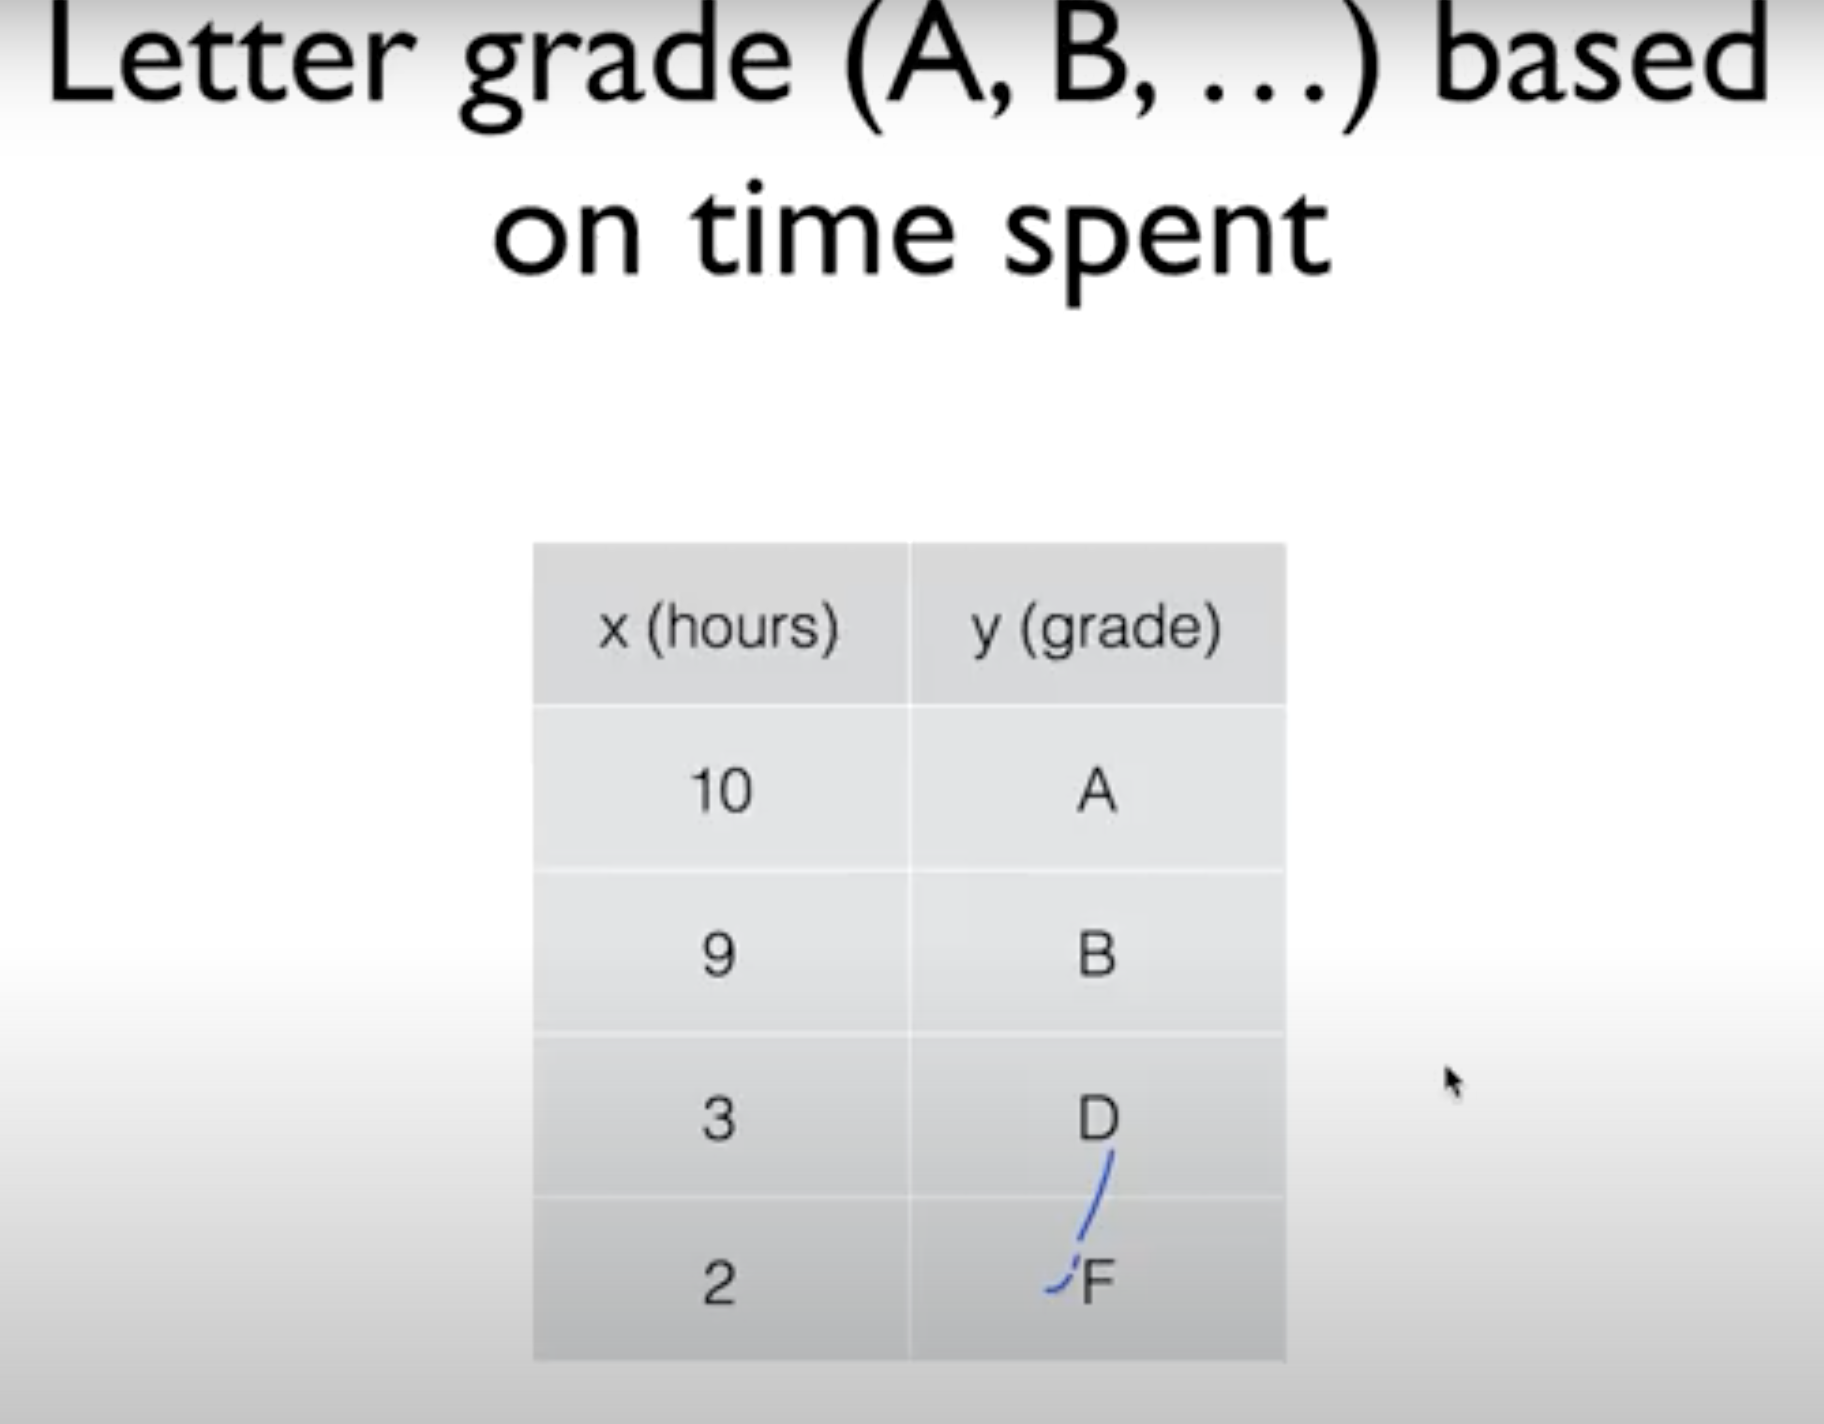 Letter grade (A, B, ...) based
on time spent
x (hours) y (grade)
10 A
9 B
3 D
2 F